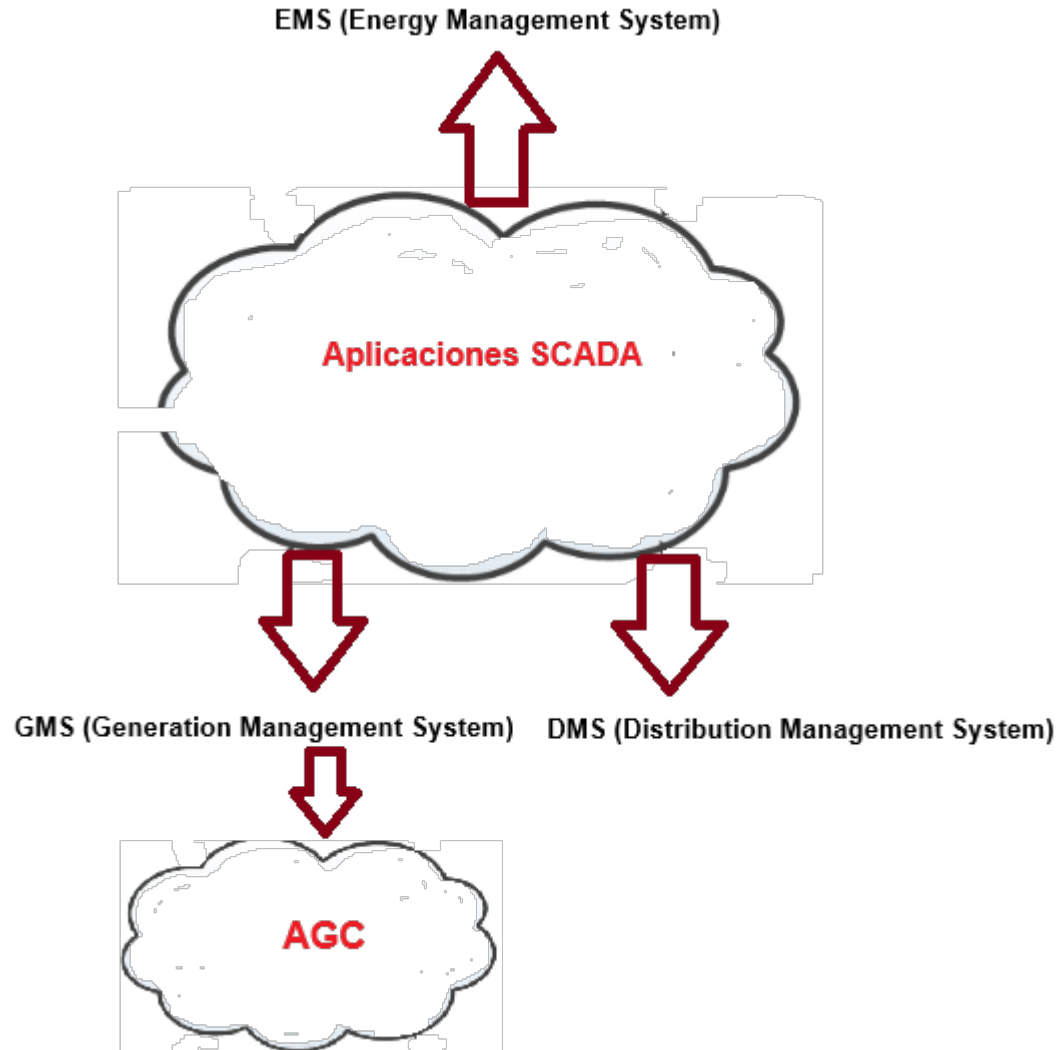 EMS (Energy Management System)
Aplicaciones SCADA
GMS (Generation Management System)
DMS (Distribution Management System)
AGC